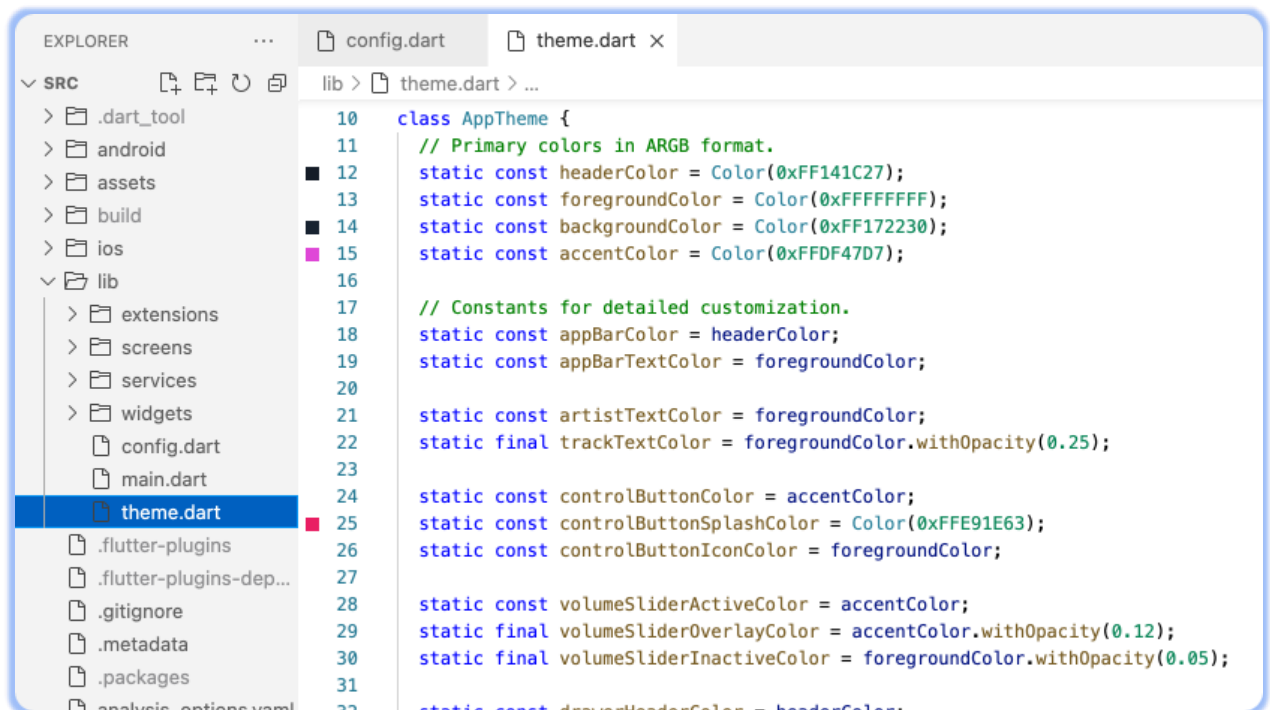 EXPLORER ...
SRC
.dart_tool
android
assets
build
ios
lib
extensions
screens
services
widgets
config.dart
main.dart
theme.dart
.flutter-plugins
.flutter-plugins-dep...
.gitignore
.metadata
.packages
analysis_options.yaml
config.dart
theme.dart
lib > theme.dart > ...
10 class AppTheme {
11 // Primary colors in ARGB format.
12 static const headerColor = Color(0xFF141C27);
13 static const foregroundColor = Color(0xFFFFFFFF);
14 static const backgroundColor = Color(0xFF172230);
15 static const accentColor = Color(0xFFDF47D7);
16
17 // Constants for detailed customization.
18 static const appBarColor = headerColor;
19 static const appBarTextColor = foregroundColor;
20
21 static const artistTextColor = foregroundColor;
22 static final trackTextColor = foregroundColor.withOpacity(0.25);
23
24 static const controlButtonColor = accentColor;
25 static const controlButtonSplashColor = Color(0xFFE91E63);
26 static const controlButtonIconColor = foregroundColor;
27
28 static const volumeSliderActiveColor = accentColor;
29 static final volumeSliderOverlayColor = accentColor.withOpacity(0.12);
30 static final volumeSliderInactiveColor = foregroundColor.withOpacity(0.05);
31
32 static const drawerHeaderColor = headerColor;